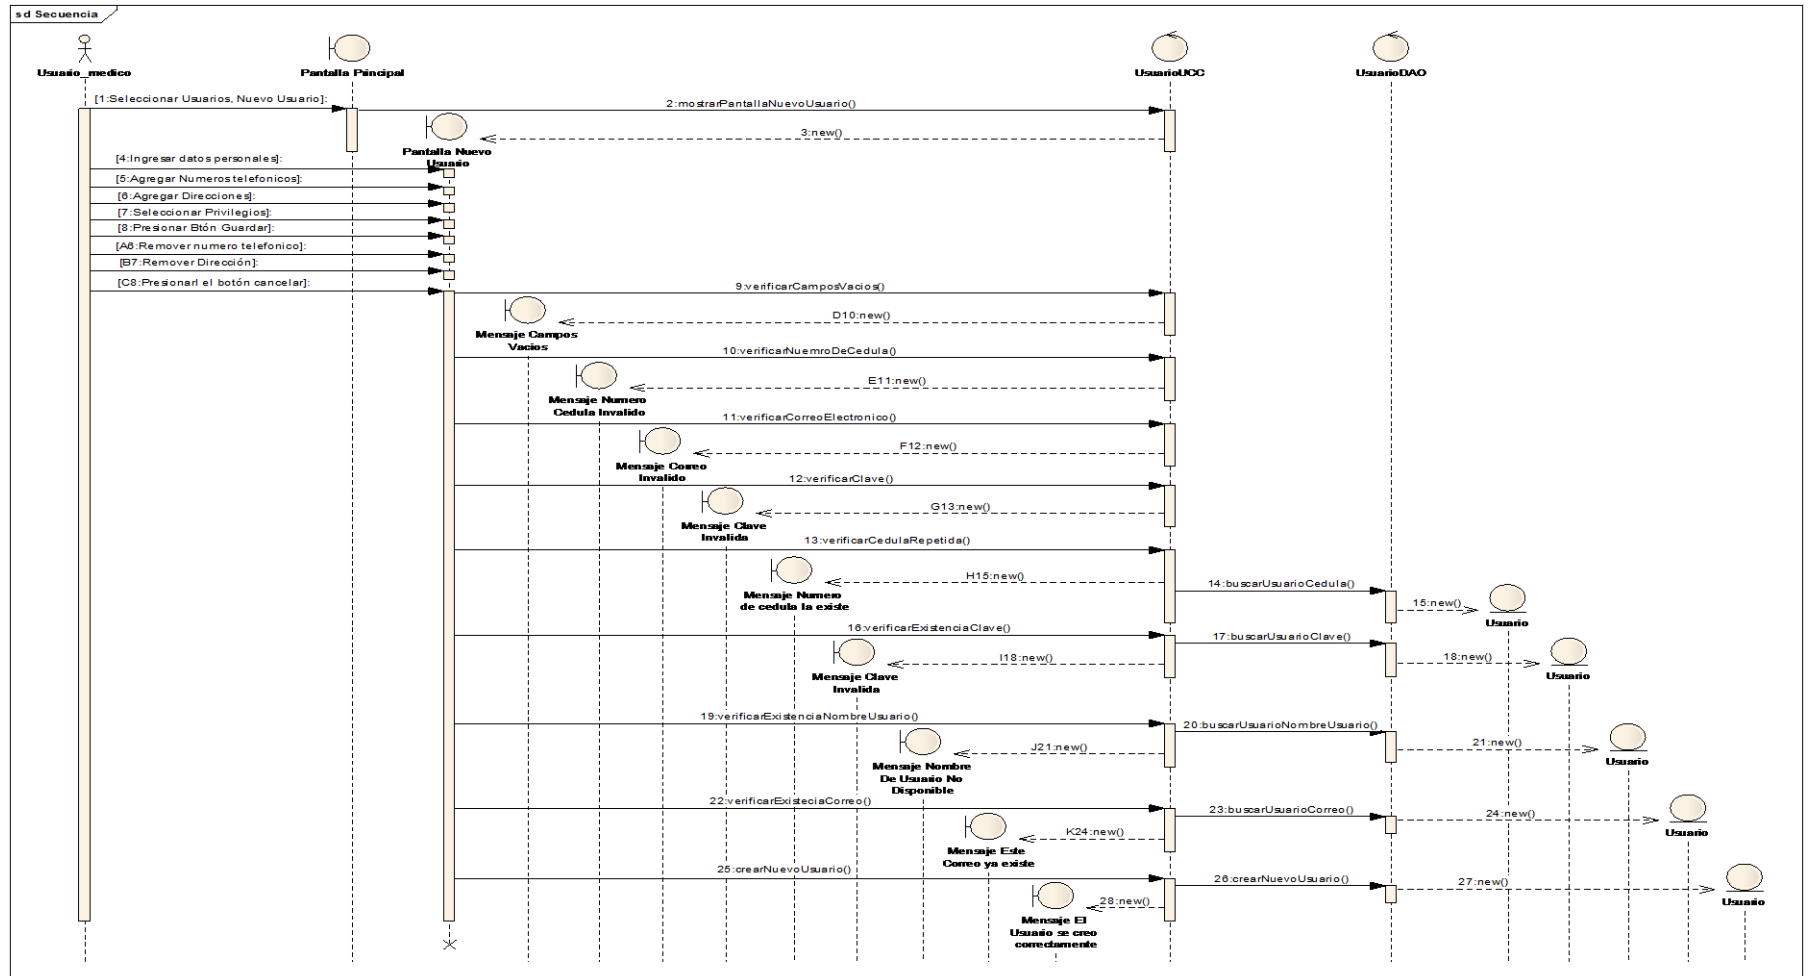 sd Secuencia
Usuario_medico
Pantalla Principal
UsuarioUCC
UsuarioDAO
[1:Seleccionar Usuarios, Nuevo Usuario]:
2:mostrarPantallaNuevoUsuario()
3:new()
Pantalla Nuevo
Usuario
[4:Ingresar datos personales]:
[5:Agregar Numeros telefonicos]:
[6:Agregar Direcciones]:
[7:Seleccionar Privilegios]:
[8:Presionar Btón Guardar]:
[A6:Remover numero telefonico]:
[B7:Remover Dirección]:
[C8:Presionarl el botón cancelar]:
9:verificarCamposVacios()
D10:new()
Mensaje Campos
Vacios
10:verificarNuemroDeCedula()
E11:new()
Mensaje Numero
Cedula Invalido
11:verificarCorreoElectronico()
F12:new()
Mensaje Correo
Invalido
12:verificarClave()
G13:new()
Mensaje Clave
Invalida
13:verificarCedulaRepetida()
H15:new()
14:buscarUsuarioCedula()
15:new()
Mensaje Numero
de cedula la existe
Usuario
16:verificarExistenciaClave()
17:buscarUsuarioClave()
I18:new()
18:new()
Mensaje Clave
Invalida
Usuario
19:verificarExistenciaNombreUsuario()
20:buscarUsuarioNombreUsuario()
J21:new()
21:new()
Mensaje Nombre
De Usuario No
Disponible
Usuario
22:verificarExisteciaCorreo()
23:buscarUsuarioCorreo()
24:new()
K24:new()
Usuario
Mensaje Este
Correo ya existe
25:crearNuevoUsuario()
26:crearNuevoUsuario()
27:new()
28:new()
Usuario
Mensaje El
Usuario se creo
correctamente